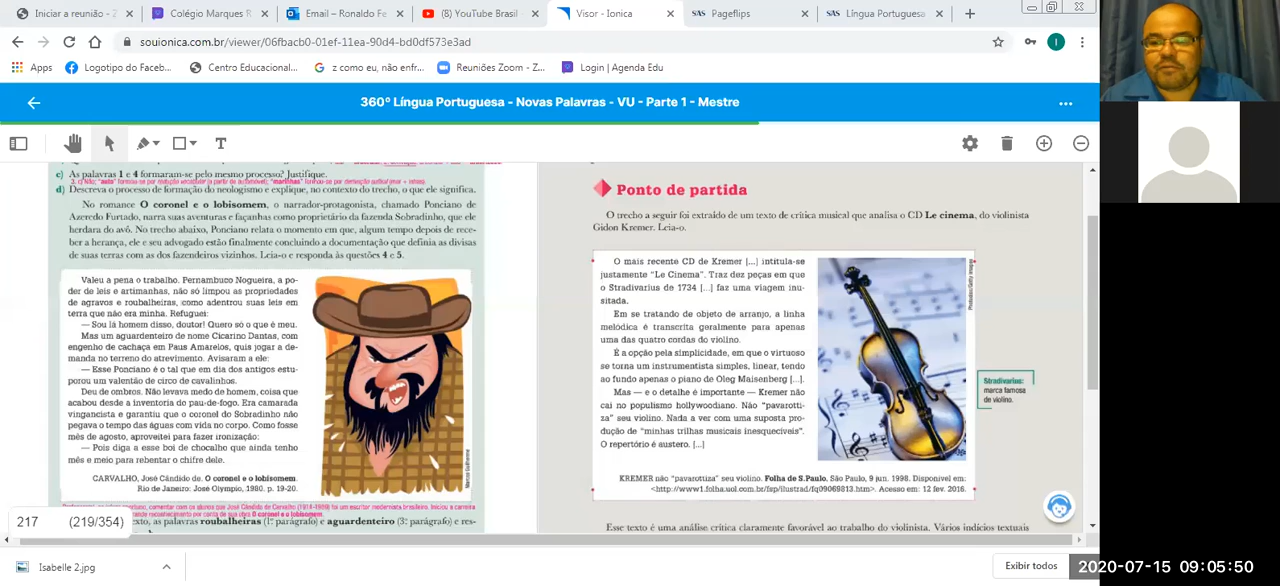 Iniciar a reunião - 2
Colégio Marques R
Email – Ronaldo Fe
(8) YouTube Brasil -
Visor - Ionica
SAS Pageflips
SAS Língua Portuguesa
souionica.com.br/viewer/06fbacb0-01ef-11ea-90d4-bd0df573e3ad
Apps
Logotipo do Faceb...
Centro Educacional...
z como eu, não enfr...
Reuniões Zoom - Z...
Login | Agenda Edu
360º Língua Portuguesa - Novas Palavras - VU - Parte 1 - Mestre
c) As palavras 1 e 4 formaram-se pelo mesmo processo? Justifique.
d) Descreva o processo de formação do neologismo e explique, no contexto do trecho, o que ele significa.
No romance O coronel e o lobisomem, o narrador-protagonista, chamado Ponciano de
Azeredo Furtado, narra suas aventuras e façanhas como proprietário da fazenda Sobradinho, que ele
herdara do avô. No trecho abaixo, Ponciano relata o momento em que, algum tempo depois de rece-
ber a herança, ele e seu advogado estão finalmente concluindo a documentação que definia as divisas
de suas terras com as dos fazendeiros vizinhos. Leia-o e responda às questões 4 e 5.
Valeu a pena o trabalho. Pernambuco Nogueira, a po-
der de leis e artimanhas, não só limpou as propriedades
de agravos e roubalheiras, como adentrou suas leis em
terra que não era minha. Refuguei:
— Sou lá homem disso, doutor! Quero só o que é meu.
Mas um aguardenteiro de nome Cicarino Dantas, com
engenho de cachaça em Paus Amarelos, quis jogar a de-
manda no terreno do atrevimento. Avisaram a ele:
— Esse Ponciano é o tal que em dia dos antigos estu-
porou um valentão de circo de cavalinhos.
Deu de ombros. Não levava medo de homem, coisa que
acabou desde a inventoria do pau-de-fogo. Era camarada
vingancista e garantiu que o coronel do Sobradinho não
pegava o tempo das águas com vida no corpo. Como fosse
mês de agosto, aproveitei para fazer ironização:
— Pois diga a esse boi de chocalho que ainda tenho
mês e meio para rebentar o chifre dele.
CARVALHO, José Cândido de. O coronel e o lobisomem.
Rio de Janeiro: José Olympio, 1980. p. 19-20.
exto, as palavras roubalheiras (1º parágrafo) e aguardenteiro (3º parágrafo) e res-
217 (219/354)
Ponto de partida
O trecho a seguir foi extraído de um texto de crítica musical que analisa o CD Le cinema, do violinista
Gidon Kremer. Leia-o.
O mais recente CD de Kremer [...] intitula-se
justamente “Le Cinema”. Traz dez peças em que
o Stradivarius de 1734 [...] faz uma viagem inu-
sitada.
Em se tratando de objeto de arranjo, a linha
melódica é transcrita geralmente para apenas
uma das quatro cordas do violino.
É a opção pela simplicidade, em que o virtuoso
se torna um instrumentista simples, linear, tendo
ao fundo apenas o piano de Oleg Maisenberg [...].
Mas — e o detalhe é importante — Kremer não
cai no populismo hollywoodiano. Não “pavarotti-
za” seu violino. Nada a ver com uma suposta pro-
dução de “minhas trilhas musicais inesquecíveis”.
O repertório é austero. [...]
Photodisc/Getty Images
Stradivarius:
marca famosa
de violino.
KREMER não “pavarotiza” seu violino. Folha de S.Paulo, São Paulo, 9 jun. 1998. Disponível em:
<http://www1.folha.uol.com.br/fsp/ilustrad/fq09069813.htm>. Acesso em: 12 fev. 2016.
Esse texto é uma análise crítica claramente favorável ao trabalho do violinista. Vários indícios textuais
Isabelle 2.jpg
Exibir todos
2020-07-15 09:05:50